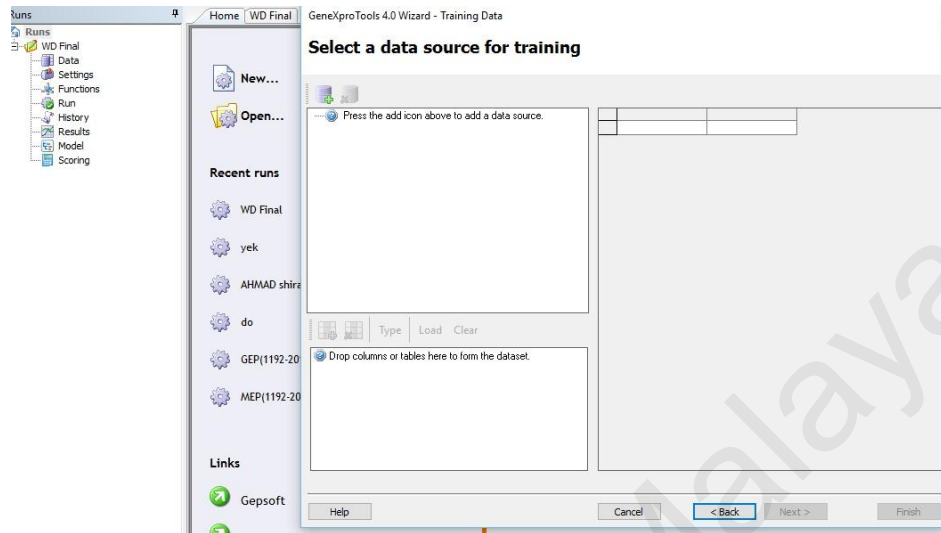 Runs
Runs
WD Final
Data
Settings
Functions
Run
History
Results
Model
Scoring
Home
WD Final
New...
Open...
Recent runs
WD Final
yek
AHMAD shira
do
GEP(1192-20
MEP(1192-20
Links
Gepsoft
GeneXproTools 4.0 Wizard - Training Data
Select a data source for training
Press the add icon above to add a data source.
Type Load Clear
Drop columns or tables here to form the dataset.
Help Cancel < Back Next > Finish
Malaya